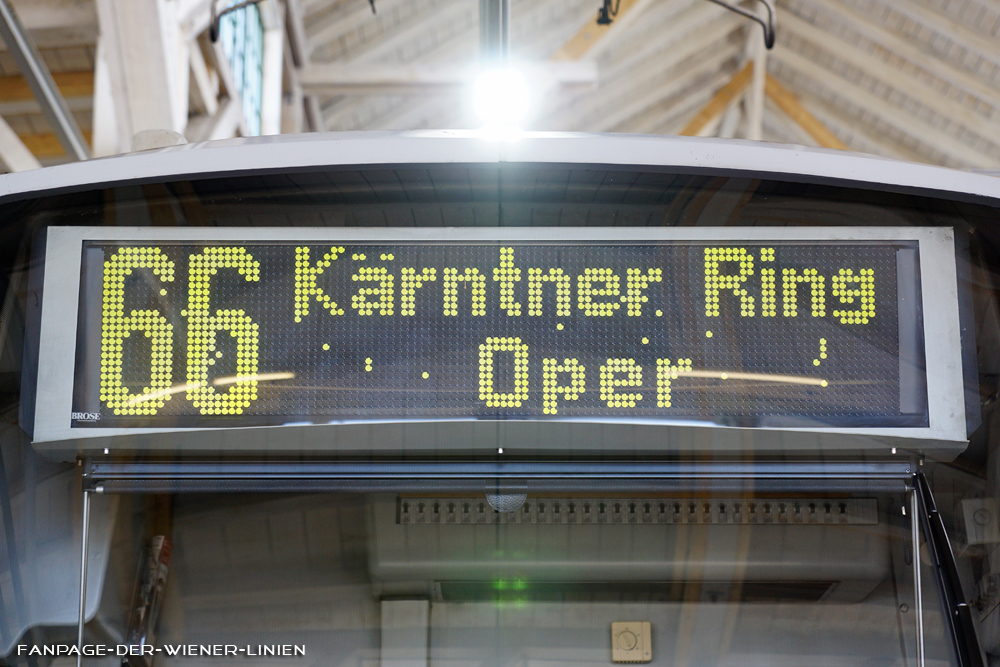 66 Kärntner Ring
Oper
BROSE
FANPAGE-DER-WIENER-LINIEN